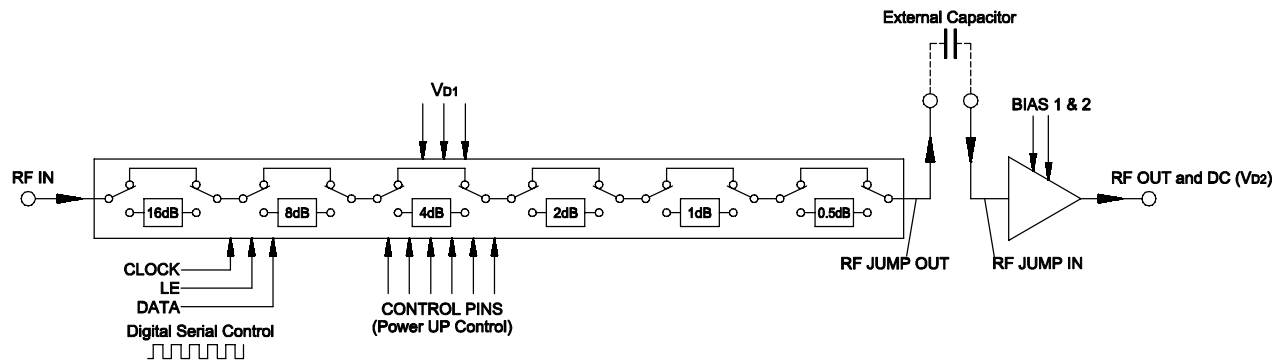 External Capacitor
VD1
BIAS 1 & 2
RF IN
RF OUT and DC (VD2)
16dB
8dB
4dB
2dB
1dB
0.5dB
CLOCK
LE
DATA
Digital Serial Control
CONTROL PINS
(Power UP Control)
RF JUMP OUT
RF JUMP IN